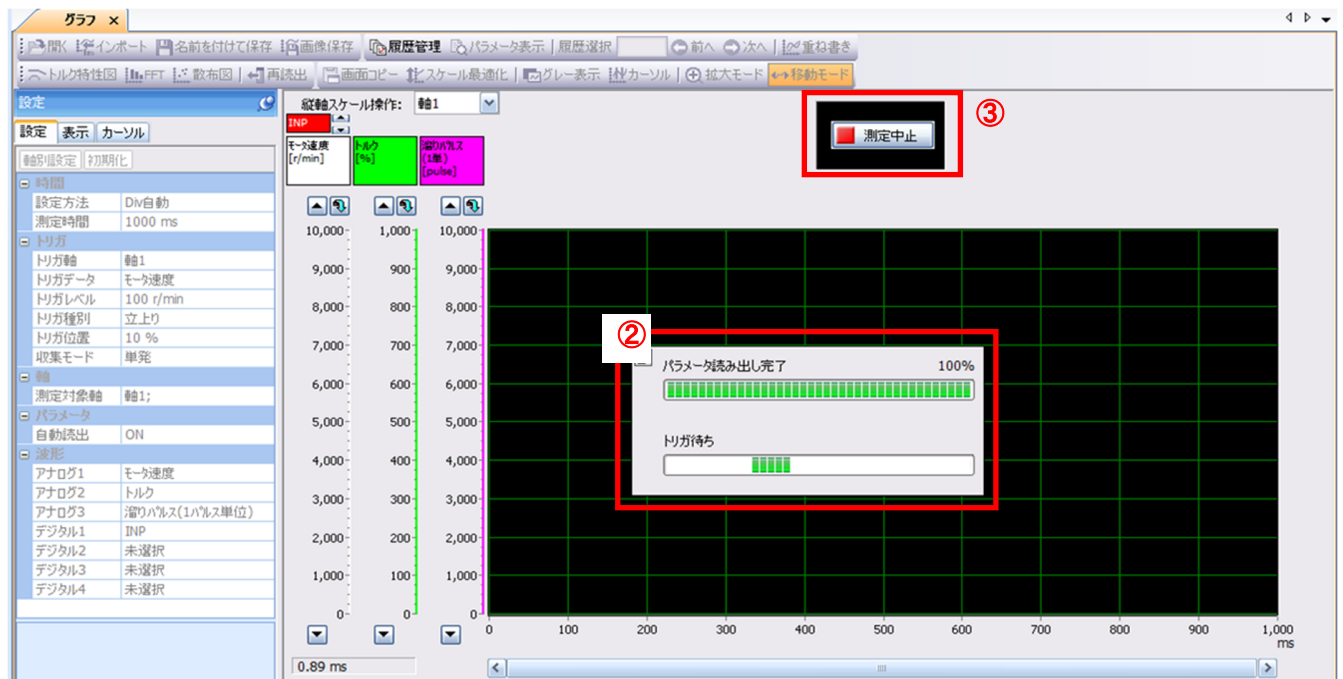 グラフ ×
開く インポート 名前を付けて保存 画像保存 履歴管理 パラメータ表示 履歴選択 前へ 次へ 重ね書き
トルク特性図 FFT 散布図 再読出 画面コピー スケール最適化 グレー表示 カーソル 拡大モード 移動モード
設定
設定 表示 カーソル
軸別設定 初期化
時間
設定方法 Div自動
測定時間 1000 ms
トリガ
トリガ軸 軸1
トリガデータ モータ速度
トリガレベル 100 r/min
トリガ種別 立上り
トリガ位置 10 %
収集モード 単発
軸
測定対象軸 軸1;
パラメータ
自動読出 ON
波形
アナログ1 モータ速度
アナログ2 トルク
アナログ3 溜りパルス(1パルス単位)
デジタル1 INP
デジタル2 未選択
デジタル3 未選択
デジタル4 未選択
縦軸スケール操作: 軸1
INP
モータ速度
[r/min]
トルク
[%]
溜りパルス
(1単)
[pulse]
③
測定中止
10,000 1,000 10,000
9,000 900 9,000
8,000 800 8,000
7,000 700 7,000
6,000 600 6,000
5,000 500 5,000
4,000 400 4,000
3,000 300 3,000
2,000 200 2,000
1,000 100 1,000
0 0 0
②
パラメータ読み出し完了 100%
トリガ待ち
0 100 200 300 400 500 600 700 800 900 1,000
ms
0.89 ms